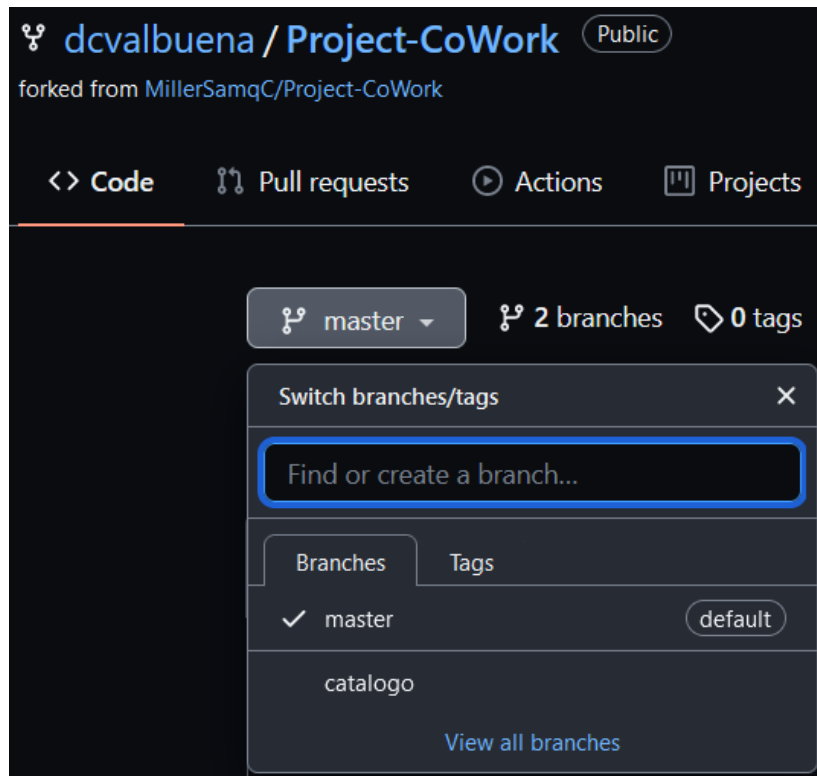 dcvalbuena / Project-CoWork Public
forked from MillerSamqC/Project-CoWork
<> Code Pull requests Actions Projects
master 2 branches 0 tags
Switch branches/tags
Find or create a branch...
Branches Tags
master default
catalogo
View all branches